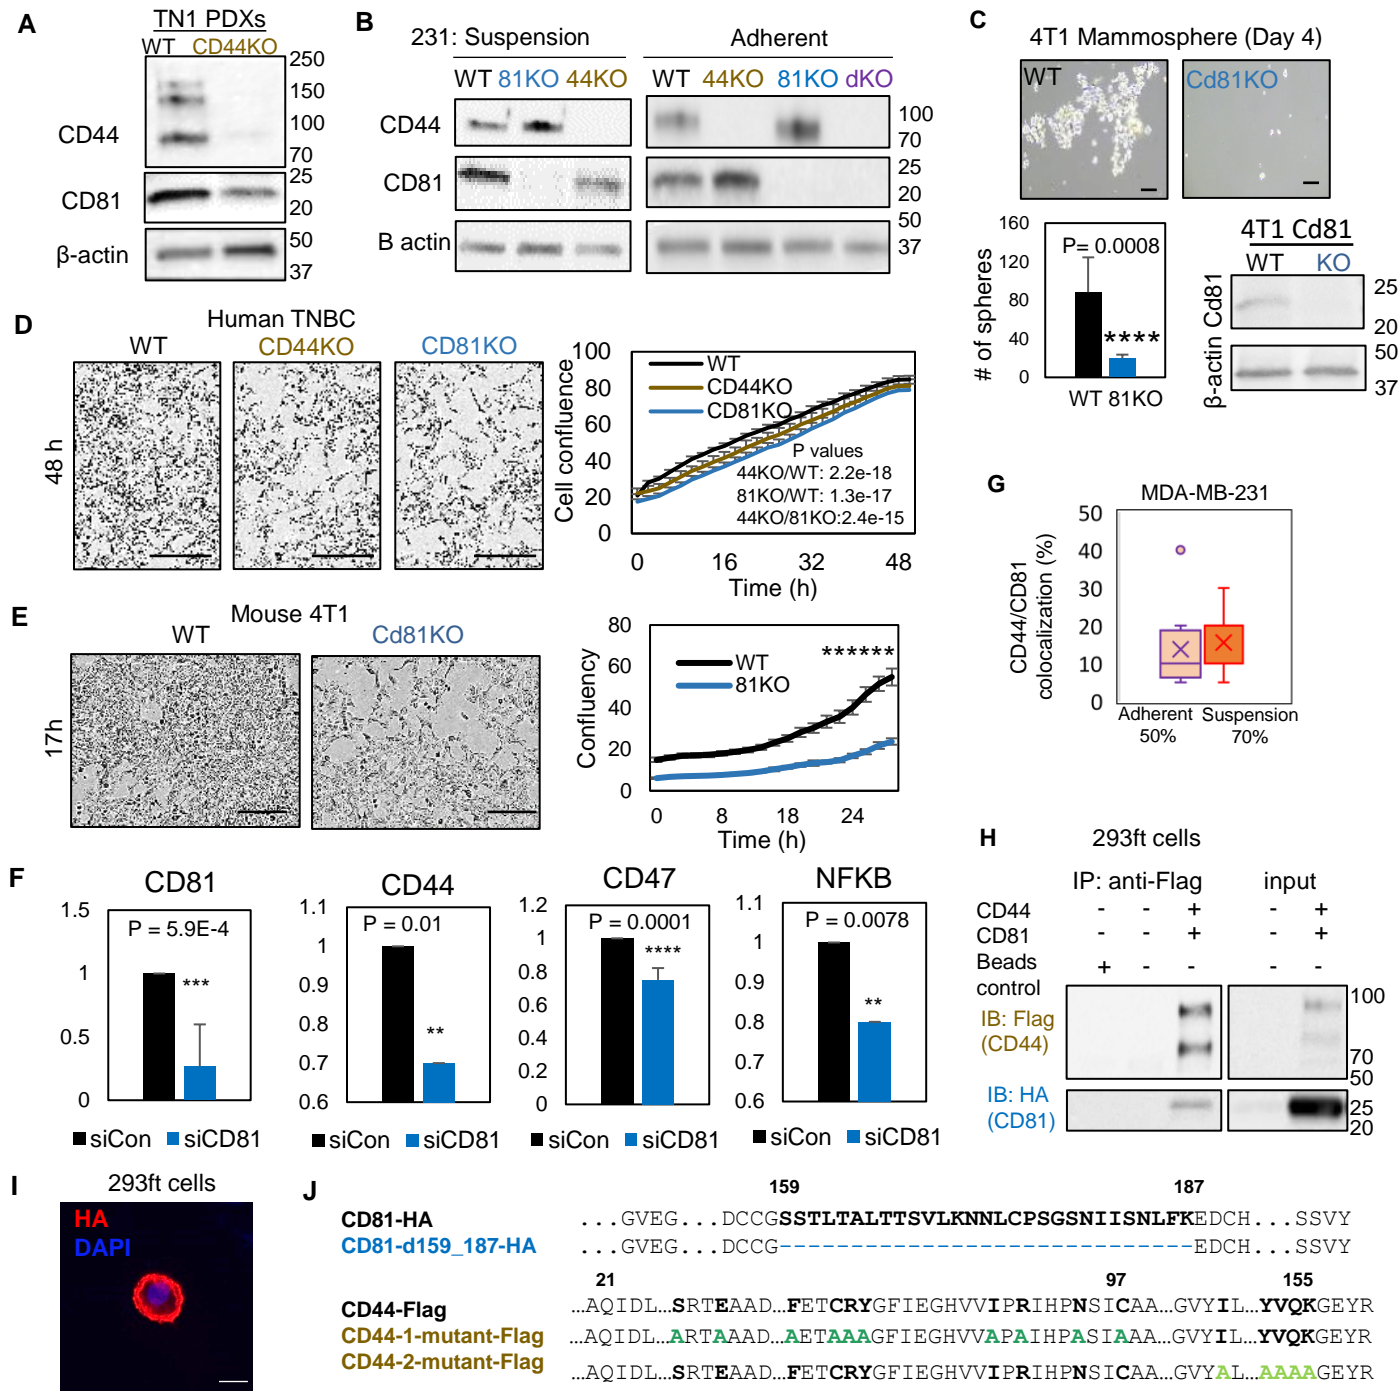 A
TN1 PDXs
WT CD44KO
250
150
100
70
CD44
25
20
CD81
50
37
β-actin
B
231: Suspension
Adherent
WT 81KO 44KO
WT 44KO 81KO dKO
CD44
100
70
CD81
25
20
B actin
50
37
C
4T1 Mammosphere (Day 4)
WT
Cd81KO
160
120
80
40
0
# of spheres
P= 0.0008
****
WT 81KO
4T1 Cd81
WT KO
Cd81
25
20
β-actin
50
37
D
Human TNBC
WT
CD44KO
CD81KO
48 h
100
80
60
40
20
0
Cell confluence
WT
CD44KO
CD81KO
P values
44KO/WT: 2.2e-18
81KO/WT: 1.3e-17
44KO/81KO:2.4e-15
0 16 32 48
Time (h)
E
Mouse 4T1
WT
Cd81KO
17h
80
60
40
20
0
Confluency
WT
81KO
******
0 8 18 24
Time (h)
F
CD81
1.5
1
0.5
0
P = 5.9E-4
***
siCon siCD81
CD44
1.1
1
0.9
0.8
0.7
0.6
P = 0.01
**
siCon siCD81
CD47
1.2
1
0.8
0.6
0.4
0.2
0
P = 0.0001
****
siCon siCD81
NFKB
1.1
1
0.9
0.8
0.7
0.6
P = 0.0078
**
siCon siCD81
G
MDA-MB-231
50
40
30
20
10
0
CD44/CD81
colocalization (%)
Adherent Suspension
50% 70%
H
293ft cells
IP: anti-Flag input
CD44 - - + - +
CD81 - - + - +
Beads control + - - - -
IB: Flag
(CD44)
100
70
50
IB: HA
(CD81)
25
20
I
293ft cells
HA
DAPI
J
159 187
CD81-HA ...GVEG...DCCGSSTLTALTTSVLKNNLCPSGSNIISNLFKEDCH...SSVY
CD81-d159_187-HA ...GVEG...DCCG-----------------------------EDCH...SSVY
21 97 155
CD44-Flag ...AQIDL...SRTEAAD...FETCRYGFIEGHVVIPRIHPNSICAA...GVYIL...YVQKGEYR
CD44-1-mutant-Flag ...AQIDL...ARTAAAD...AETAAAGFIEGHVVAPAIHPASIAAA...GVYIL...YVQKGEYR
CD44-2-mutant-Flag ...AQIDL...SRTEAAD...FETCRYGFIEGHVVIPRIHPNSICAA...GVYAL...AAAAGEYR